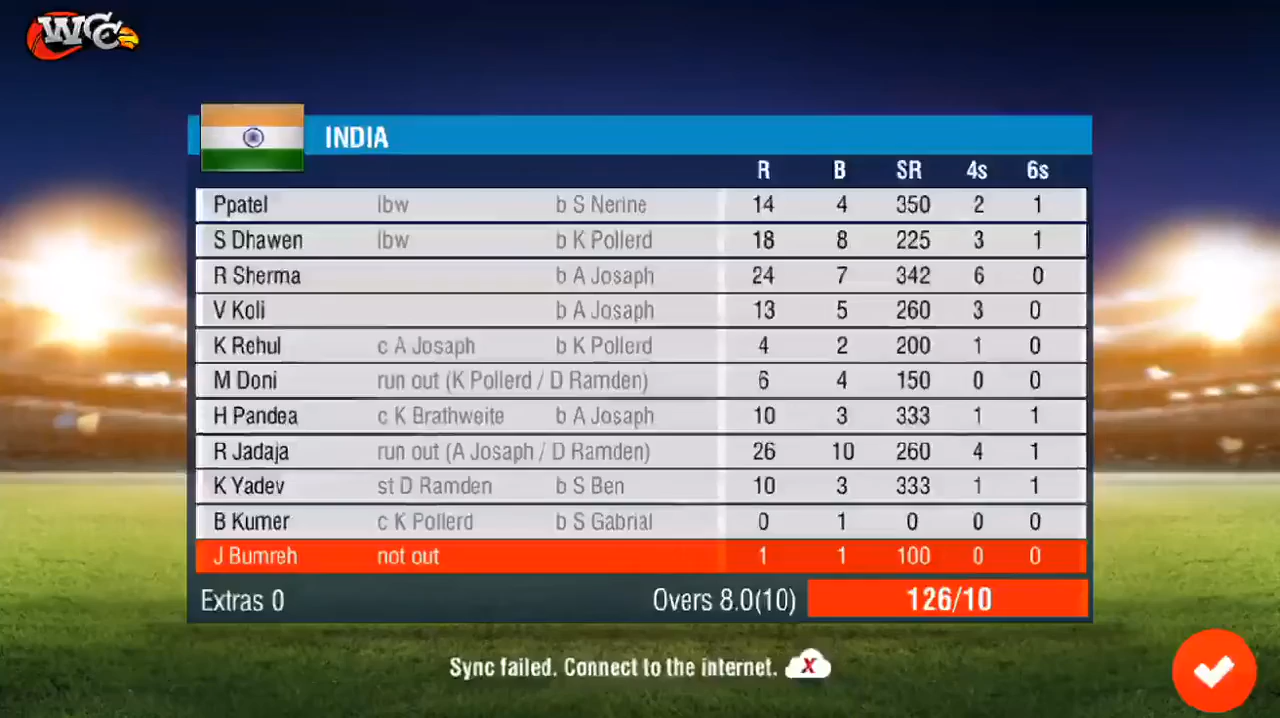 WCC
INDIA
R B SR 4s 6s
Ppatel lbw b S Nerine 14 4 350 2 1
S Dhawen lbw b K Pollerd 18 8 225 3 1
R Sherma b A Josaph 24 7 342 6 0
V Koli b A Josaph 13 5 260 3 0
K Rehul c A Josaph b K Pollerd 4 2 200 1 0
M Doni run out (K Pollerd / D Ramden) 6 4 150 0 0
H Pandea c K Brathweite b A Josaph 10 3 333 1 1
R Jadaja run out (A Josaph / D Ramden) 26 10 260 4 1
K Yadev st D Ramden b S Ben 10 3 333 1 1
B Kumer c K Pollerd b S Gabrial 0 1 0 0 0
J Bumreh not out 1 1 100 0 0
Extras 0 Overs 8.0(10) 126/10
Sync failed. Connect to the internet. X